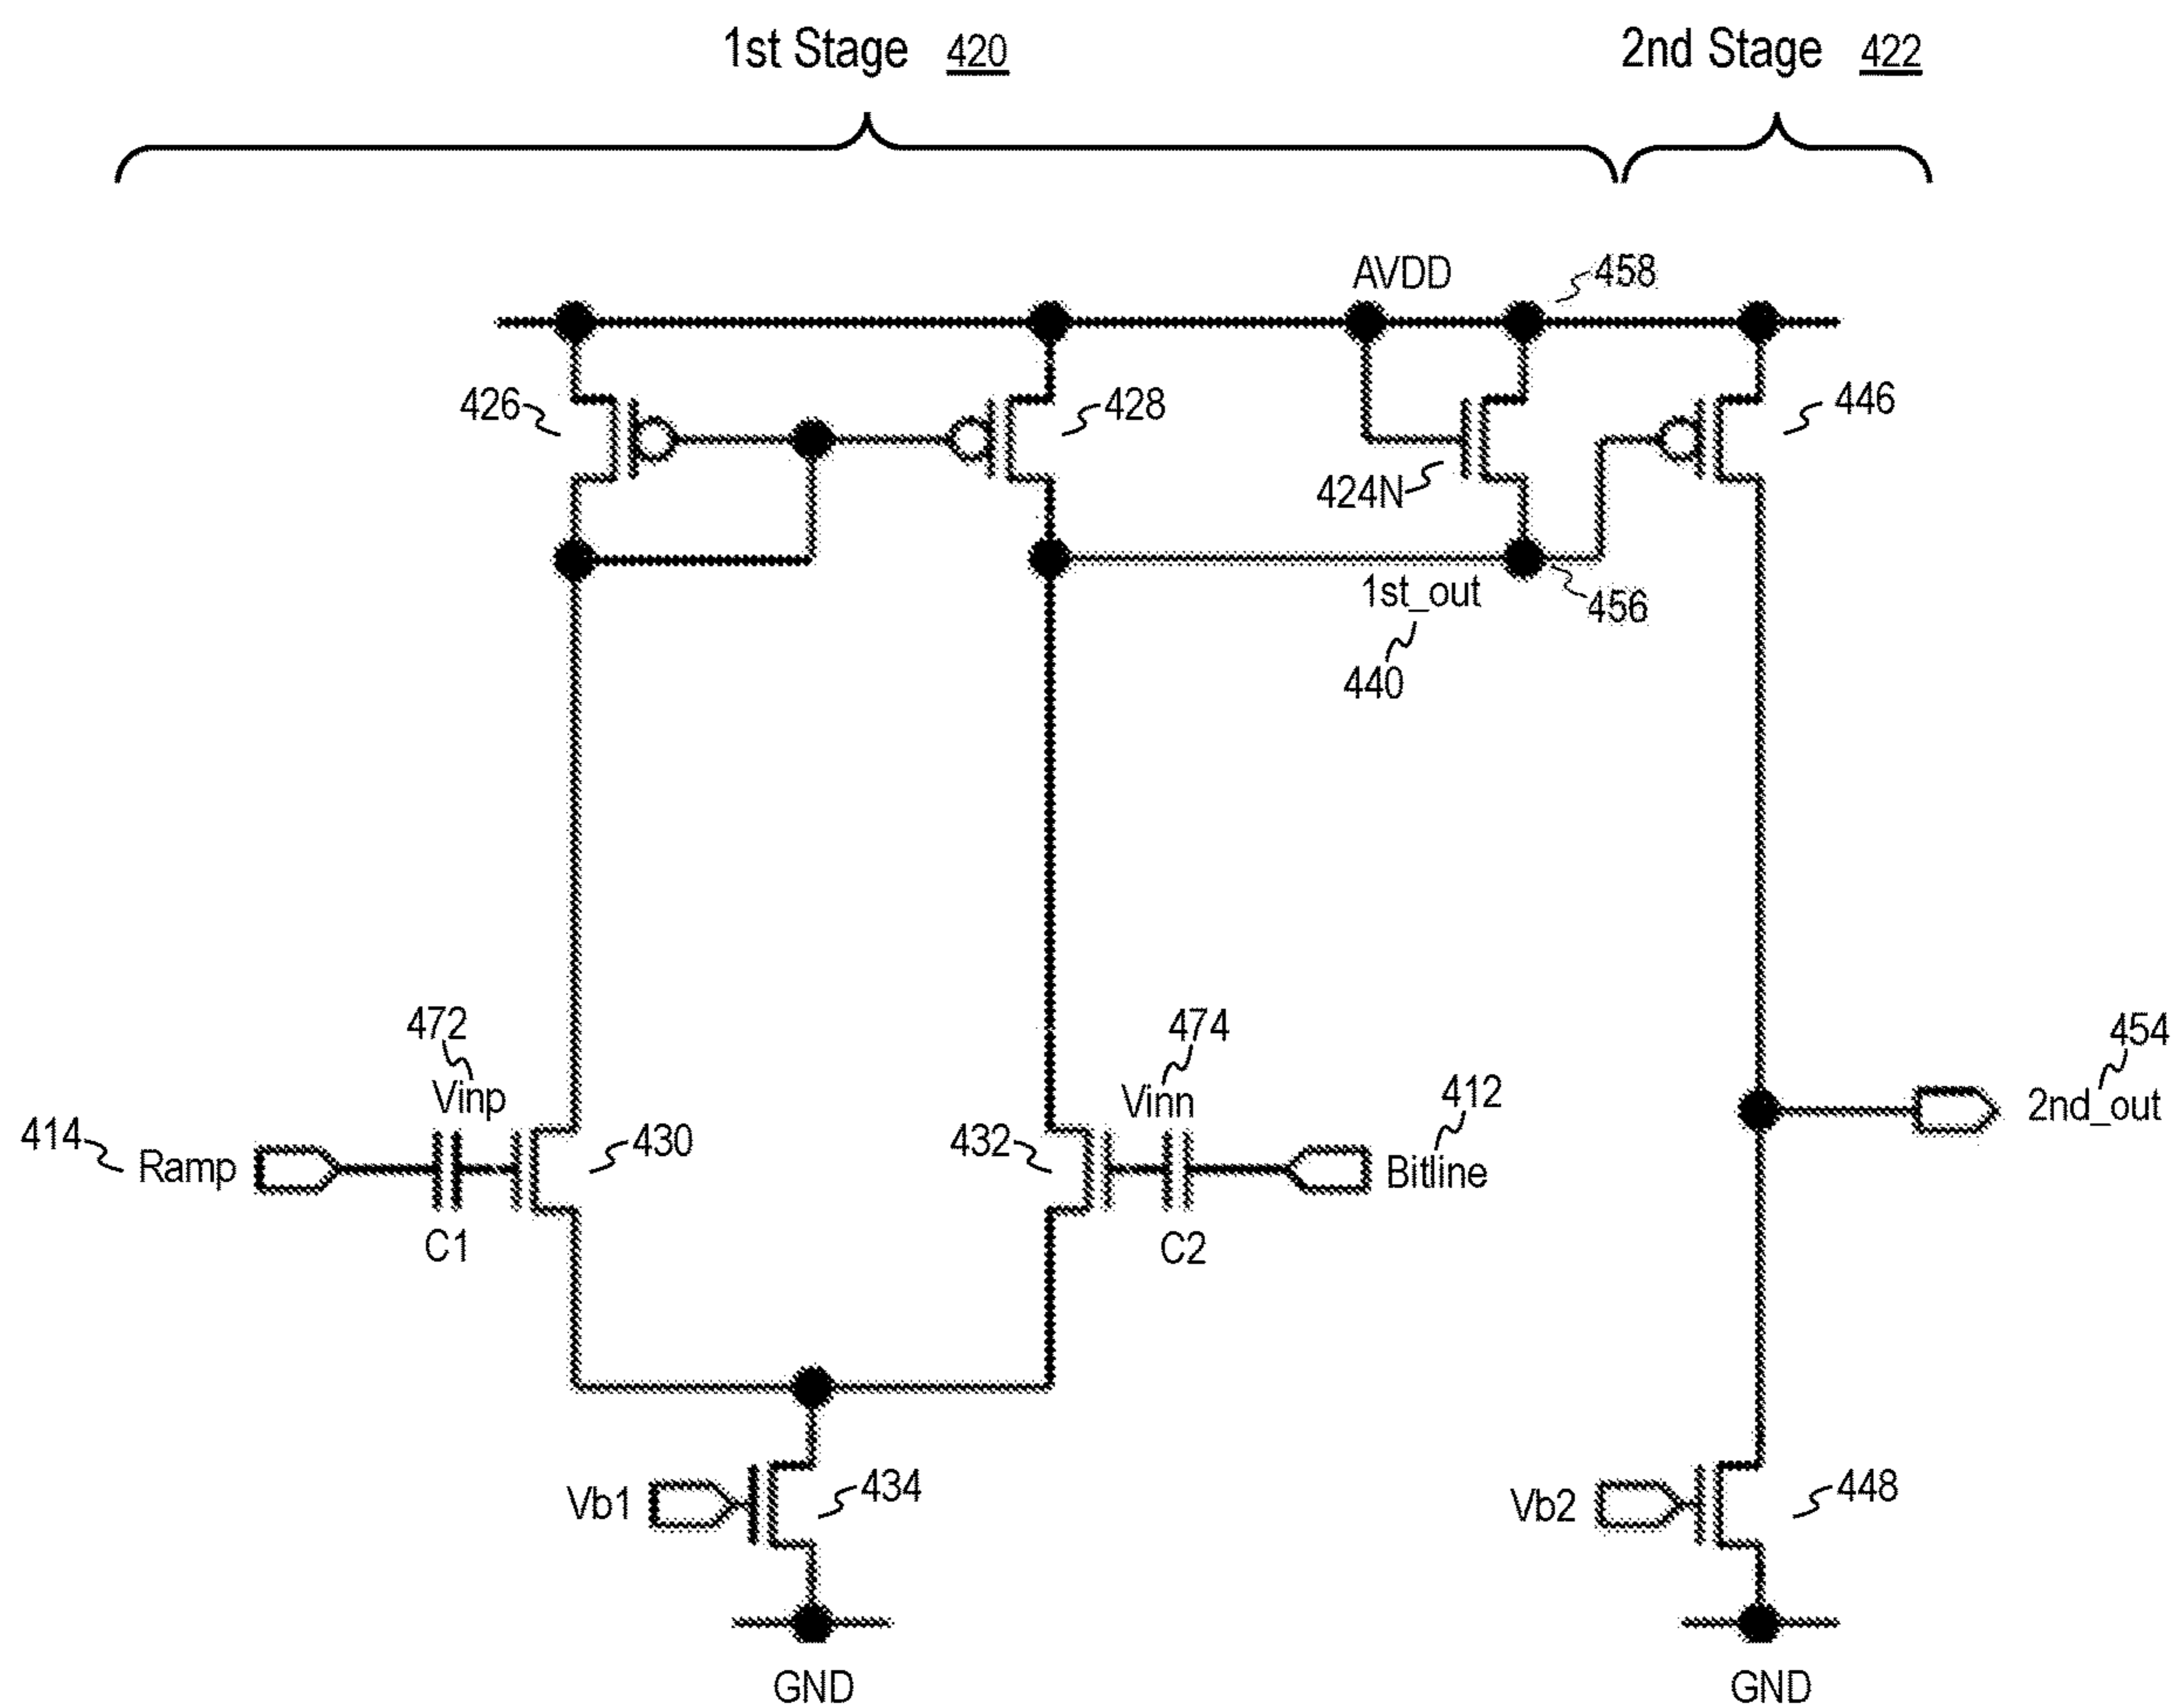 1st Stage 420
2nd Stage 422
AVDD
458
426
428
446
424N
1st_out
456
440
472
474
454
Vinp
Vinn
412
2nd_out
414
Ramp
430
432
Bitline
C1
C2
Vb1
434
Vb2
448
GND
GND